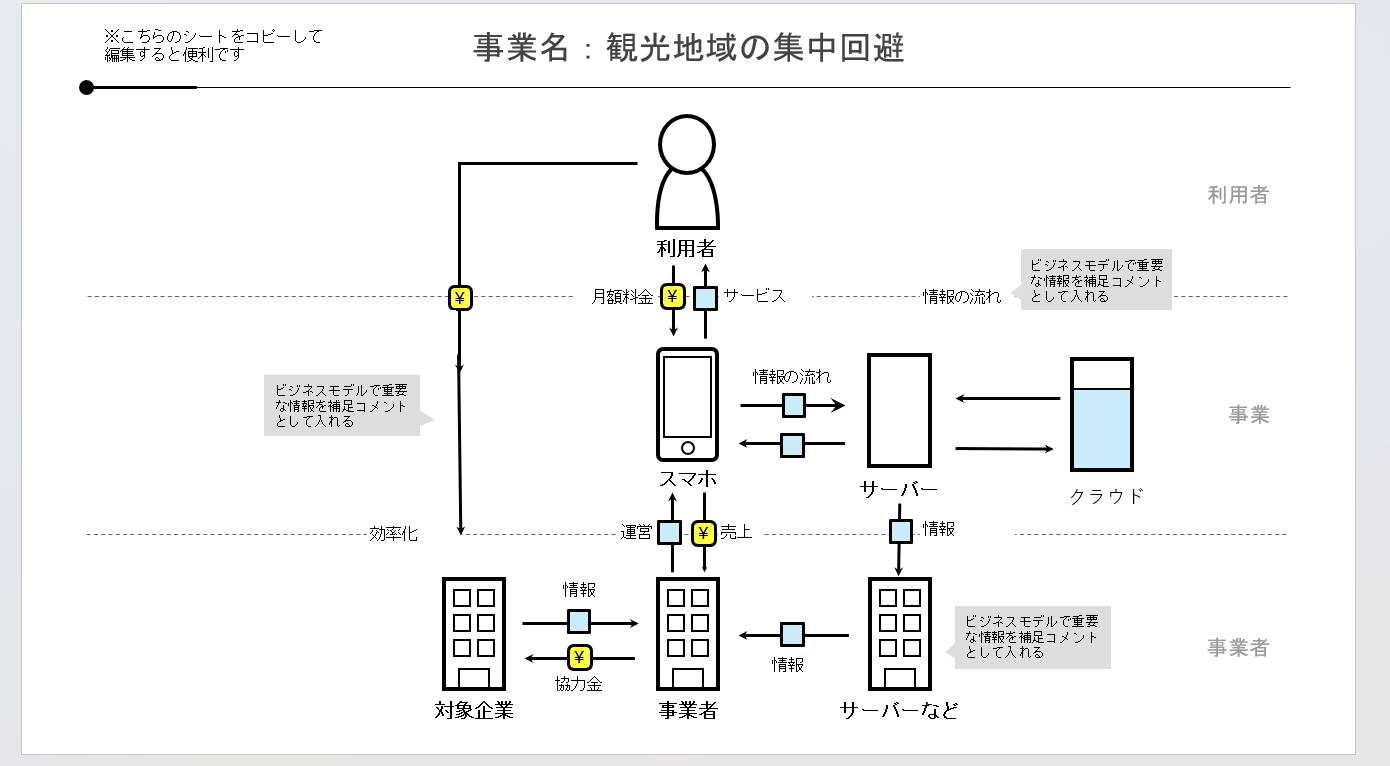 ※こちらのシートをコピーして
編集すると便利です
事業名：観光地域の集中回避
利用者
利用者
ビジネスモデルで重要
な情報を補足コメント
として入れる
¥
月額料金
¥
サービス
情報の流れ
情報の流れ
ビジネスモデルで重要
な情報を補足コメント
として入れる
事業
スマホ
サーバー
クラウド
効率化
運営
¥
売上
情報
情報
¥
協力金
情報
ビジネスモデルで重要
な情報を補足コメント
として入れる
事業者
対象企業
事業者
サーバーなど